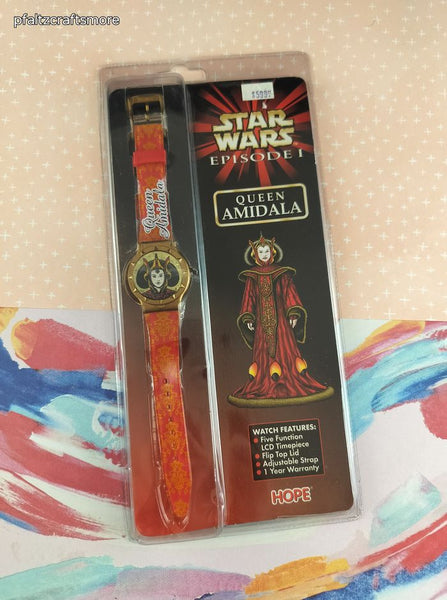 pfaltzcraftsmore
STAR
WARS
EPISODE I
QUEEN
AMIDALA
Queen
Amidala
WATCH FEATURES:
Five Function
LCD Timepiece
Flip Top Lid
Adjustable Strap
1 Year Warranty
HOPE